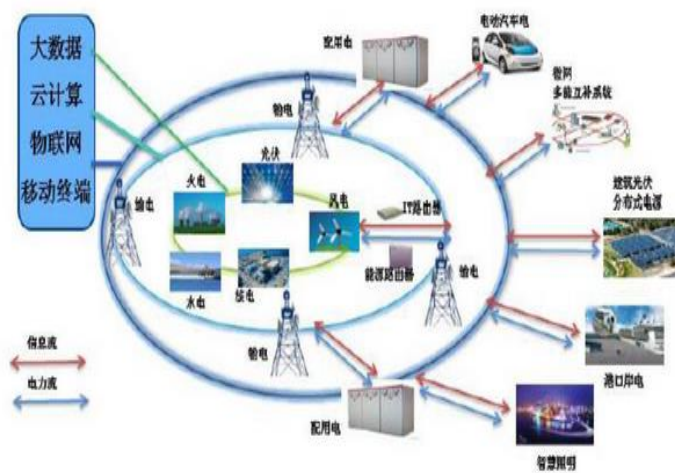 大数据
云计算
物联网
移动终端
配用电
电动汽车电
微网
多能互补系统
输电
光伏
火电
建筑光伏
分布式电源
输电
风电
IT路由器
能源路由器
输电
水电
核电
信息流
输电
港口岸电
电力流
配用电
智慧照明